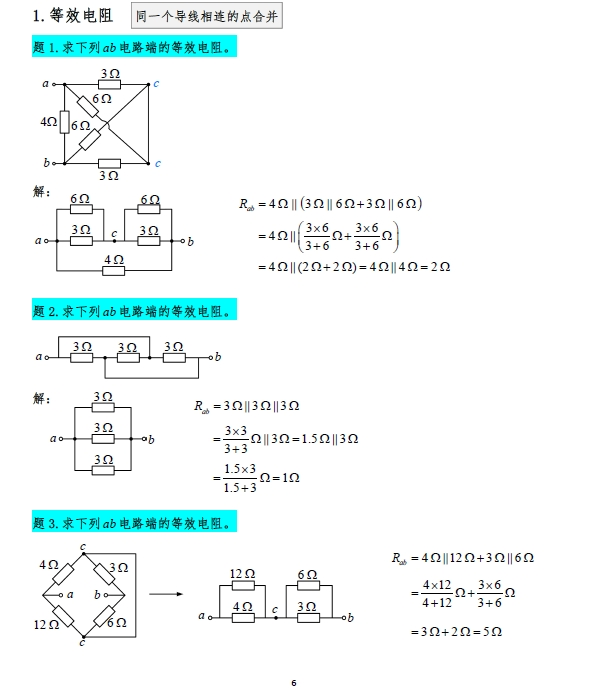 1.等效电阻 同一个导线相连的点合并
题 1.求下列 ab 电路端的等效电阻。
3Ω
a c
6Ω
4Ω 6Ω
b c
3Ω
解：
6Ω 6Ω
3Ω c 3Ω
a b
4Ω
R_ab = 4Ω || (3Ω || 6Ω + 3Ω || 6Ω)
= 4Ω || (3×6/3+6 Ω + 3×6/3+6 Ω)
= 4Ω || (2Ω + 2Ω) = 4Ω || 4Ω = 2Ω
题 2.求下列 ab 电路端的等效电阻。
3Ω 3Ω 3Ω
a b
解：
3Ω
3Ω
a b
3Ω
R_ab = 3Ω || 3Ω || 3Ω
= 3×3/3+3 Ω || 3Ω = 1.5Ω || 3Ω
= 1.5×3/1.5+3 Ω = 1Ω
题 3.求下列 ab 电路端的等效电阻。
c
4Ω 3Ω
a b
12Ω 6Ω
c
12Ω 6Ω
4Ω c 3Ω
a b
R_ab = 4Ω || 12Ω + 3Ω || 6Ω
= 4×12/4+12 Ω + 3×6/3+6 Ω
= 3Ω + 2Ω = 5Ω
6